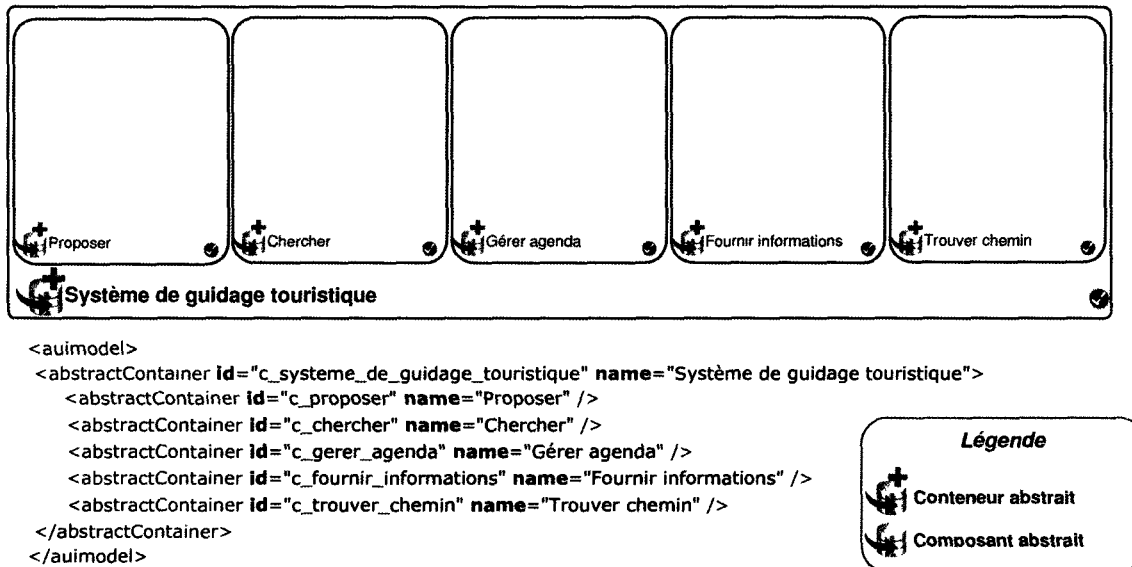 Proposer
Chercher
Gérer agenda
Fournir informations
Trouver chemin
Système de guidage touristique
<auimodel>
<abstractContainer id="c_systeme_de_guidage_touristique" name="Système de guidage touristique">
<abstractContainer id="c_proposer" name="Proposer" />
<abstractContainer id="c_chercher" name="Chercher" />
<abstractContainer id="c_gerer_agenda" name="Gérer agenda" />
<abstractContainer id="c_fournir_informations" name="Fournir informations" />
<abstractContainer id="c_trouver_chemin" name="Trouver chemin" />
</abstractContainer>
</auimodel>
Légende
Conteneur abstrait
Composant abstrait